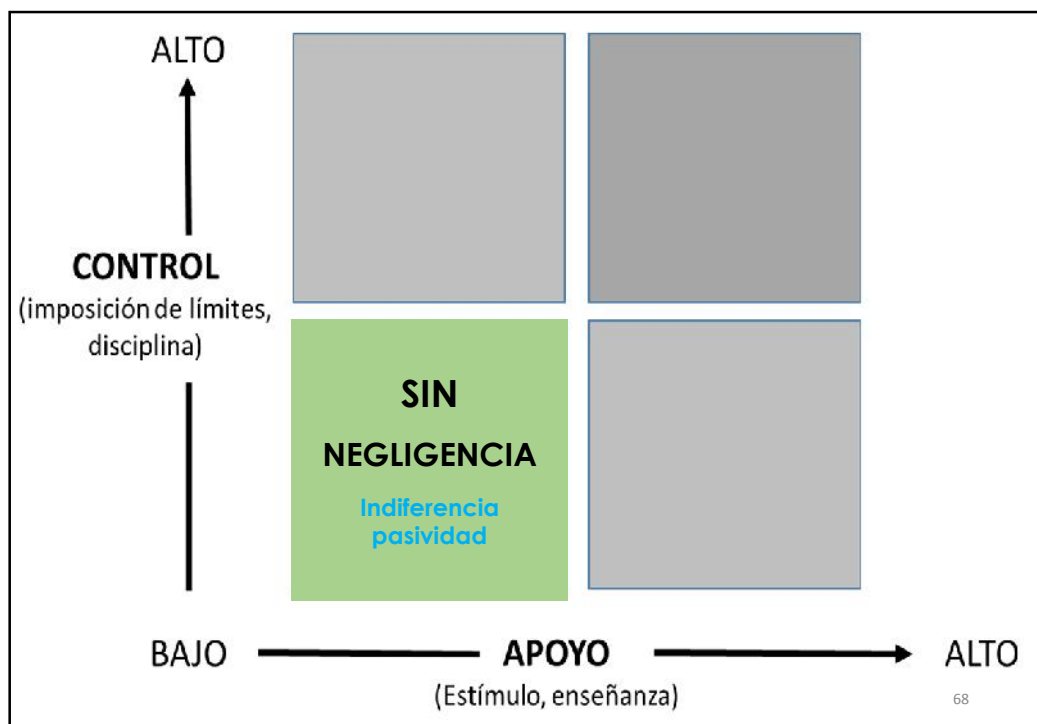 ALTO
CONTROL
(imposición de límites,
disciplina)
SIN
NEGLIGENCIA
Indiferencia
pasividad
BAJO
APOYO
ALTO
(Estímulo, enseñanza)
68